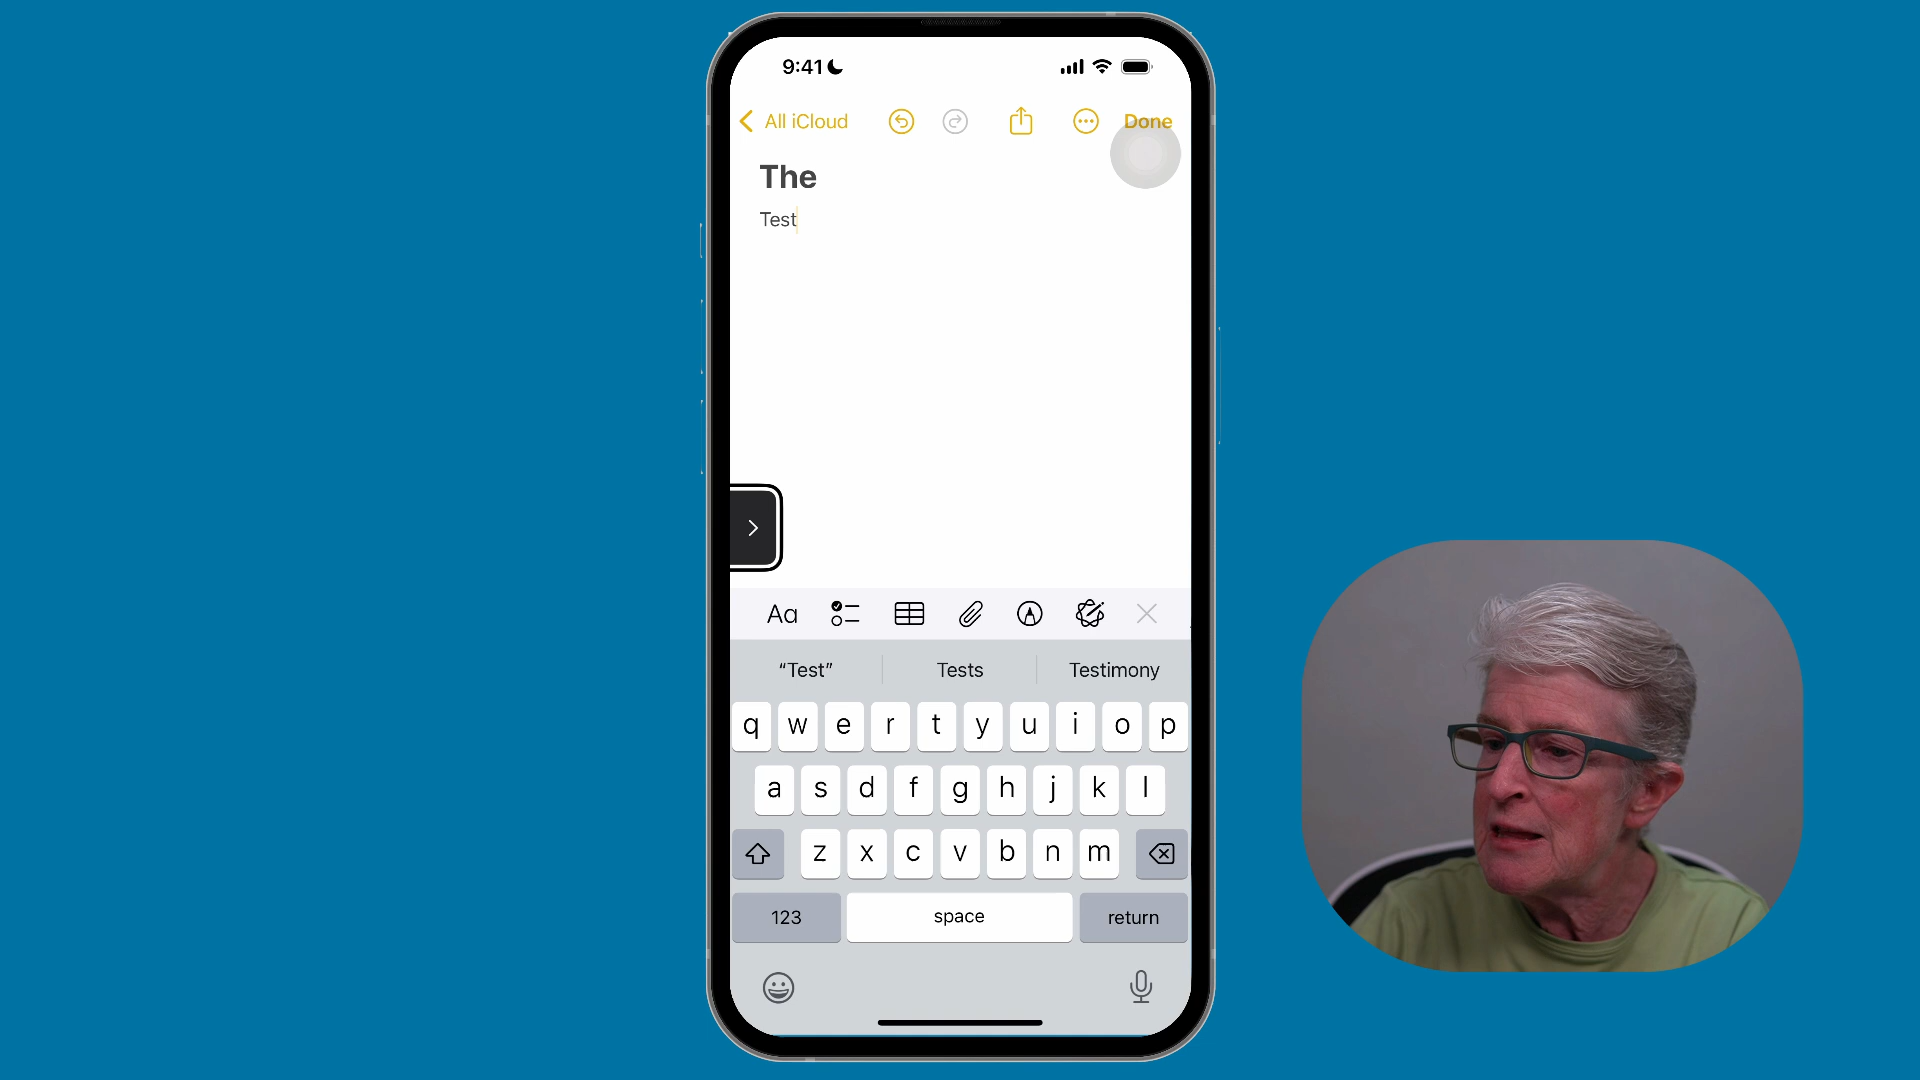 9:41
All iCloud Done
The
Test
Aa
“Test” Tests Testimony
q w e r t y u i o p
a s d f g h j k l
z x c v b n m
123 space return